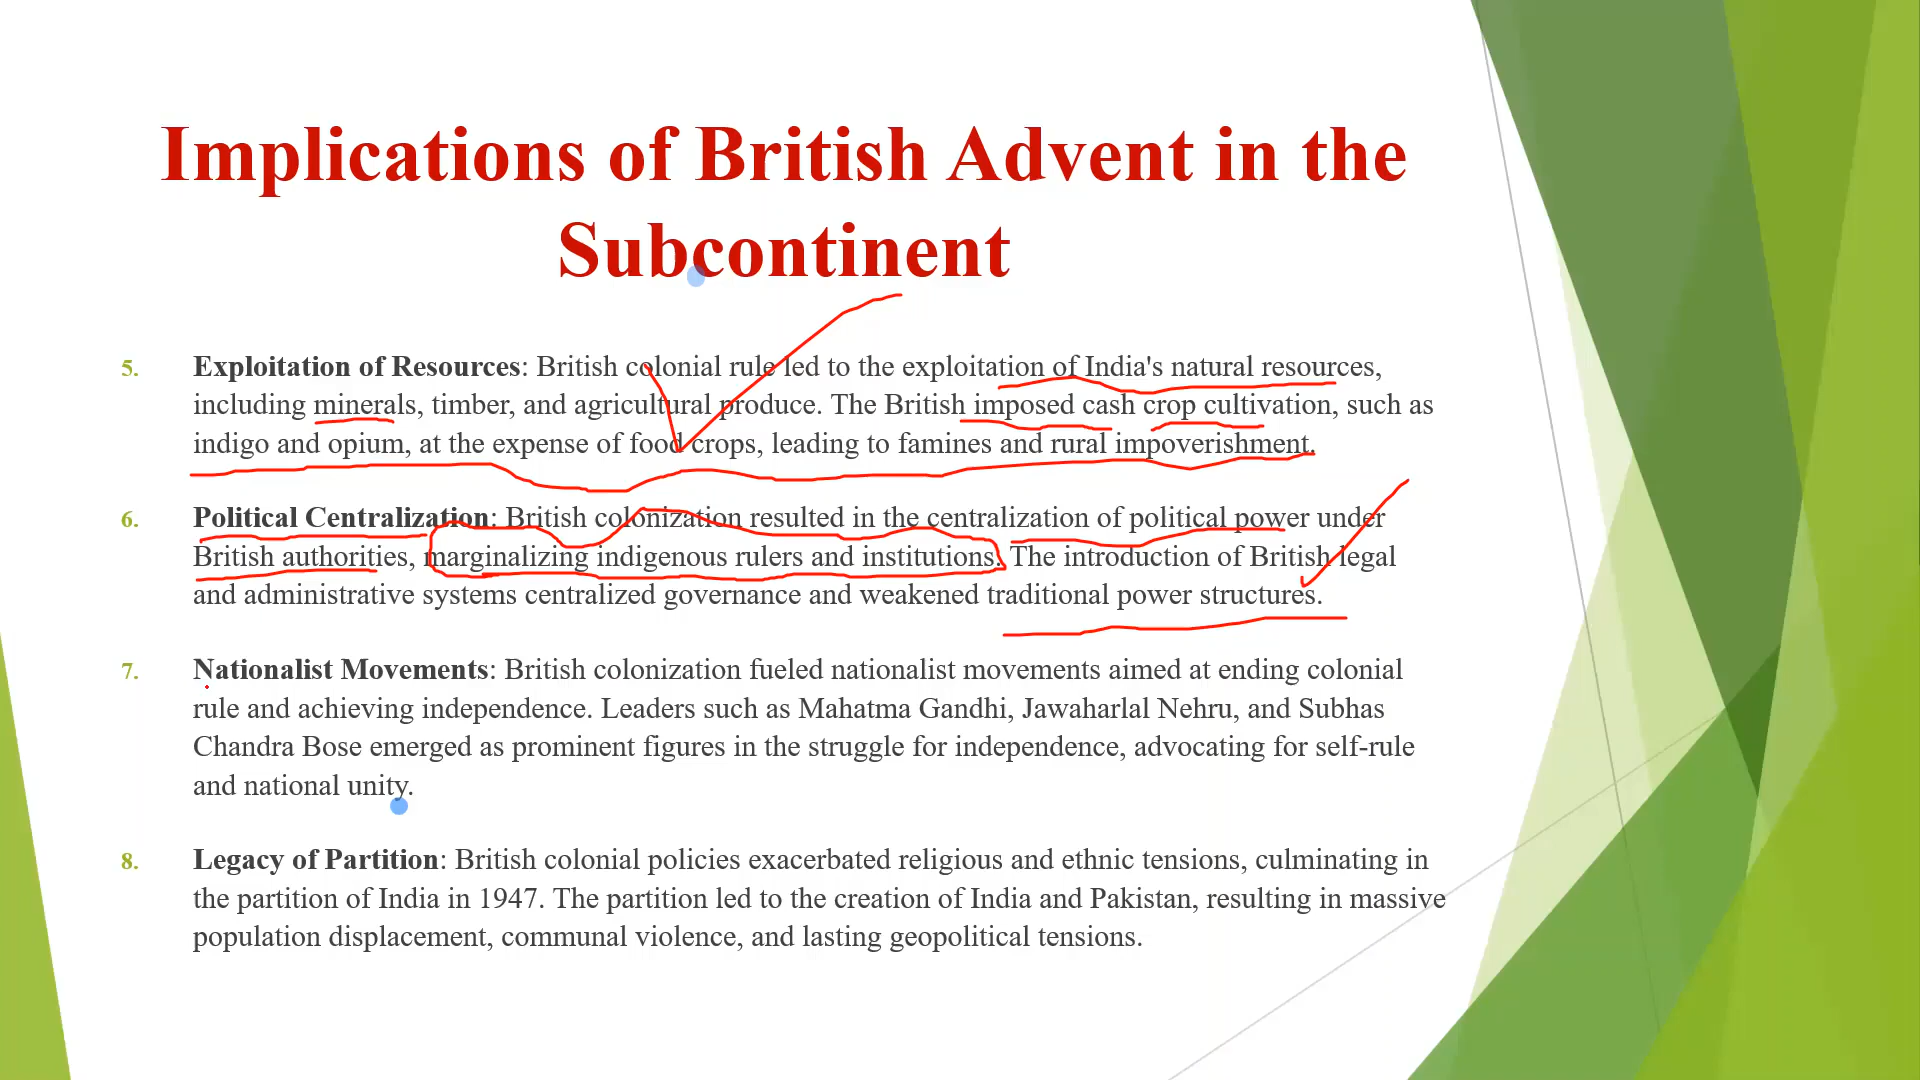 Implications of British Advent in the
Subcontinent
5. Exploitation of Resources: British colonial rule led to the exploitation of India's natural resources,
including minerals, timber, and agricultural produce. The British imposed cash crop cultivation, such as
indigo and opium, at the expense of food crops, leading to famines and rural impoverishment.
6. Political Centralization: British colonization resulted in the centralization of political power under
British authorities, marginalizing indigenous rulers and institutions. The introduction of British legal
and administrative systems centralized governance and weakened traditional power structures.
7. Nationalist Movements: British colonization fueled nationalist movements aimed at ending colonial
rule and achieving independence. Leaders such as Mahatma Gandhi, Jawaharlal Nehru, and Subhas
Chandra Bose emerged as prominent figures in the struggle for independence, advocating for self-rule
and national unity.
8. Legacy of Partition: British colonial policies exacerbated religious and ethnic tensions, culminating in
the partition of India in 1947. The partition led to the creation of India and Pakistan, resulting in massive
population displacement, communal violence, and lasting geopolitical tensions.